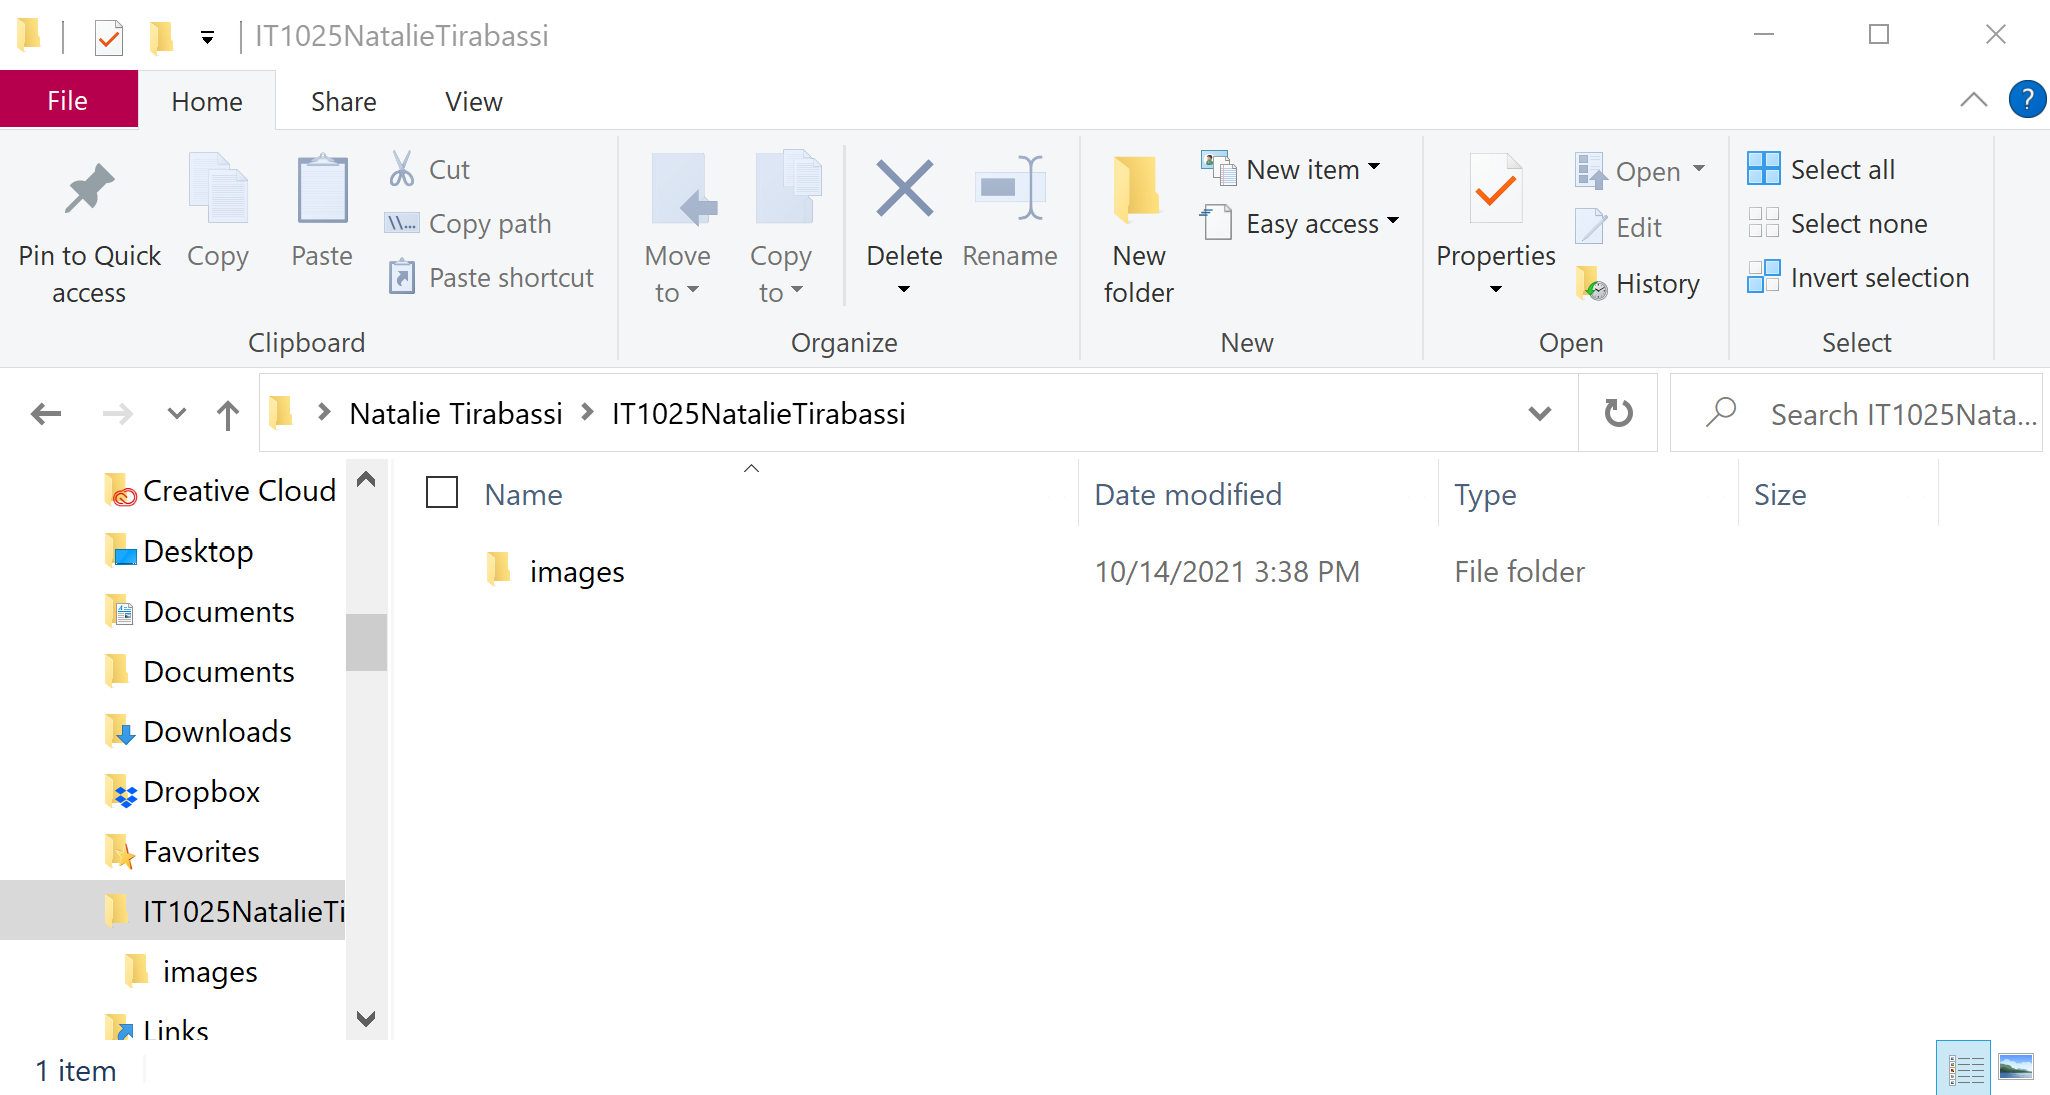 IT1025NatalieTirabassi
File Home Share View ?
Pin to Quick access
Copy
Paste
Cut
Copy path
Paste shortcut
Clipboard
Move to
Copy to
Delete
Rename
Organize
New folder
New item
Easy access
New
Properties
Open
Edit
History
Open
Select all
Select none
Invert selection
Select
Natalie Tirabassi IT1025NatalieTirabassi
Search IT1025Nata...
Name Date modified Type Size
images 10/14/2021 3:38 PM File folder
Creative Cloud
Desktop
Documents
Documents
Downloads
Dropbox
Favorites
IT1025NatalieTi
images
Links
1 item